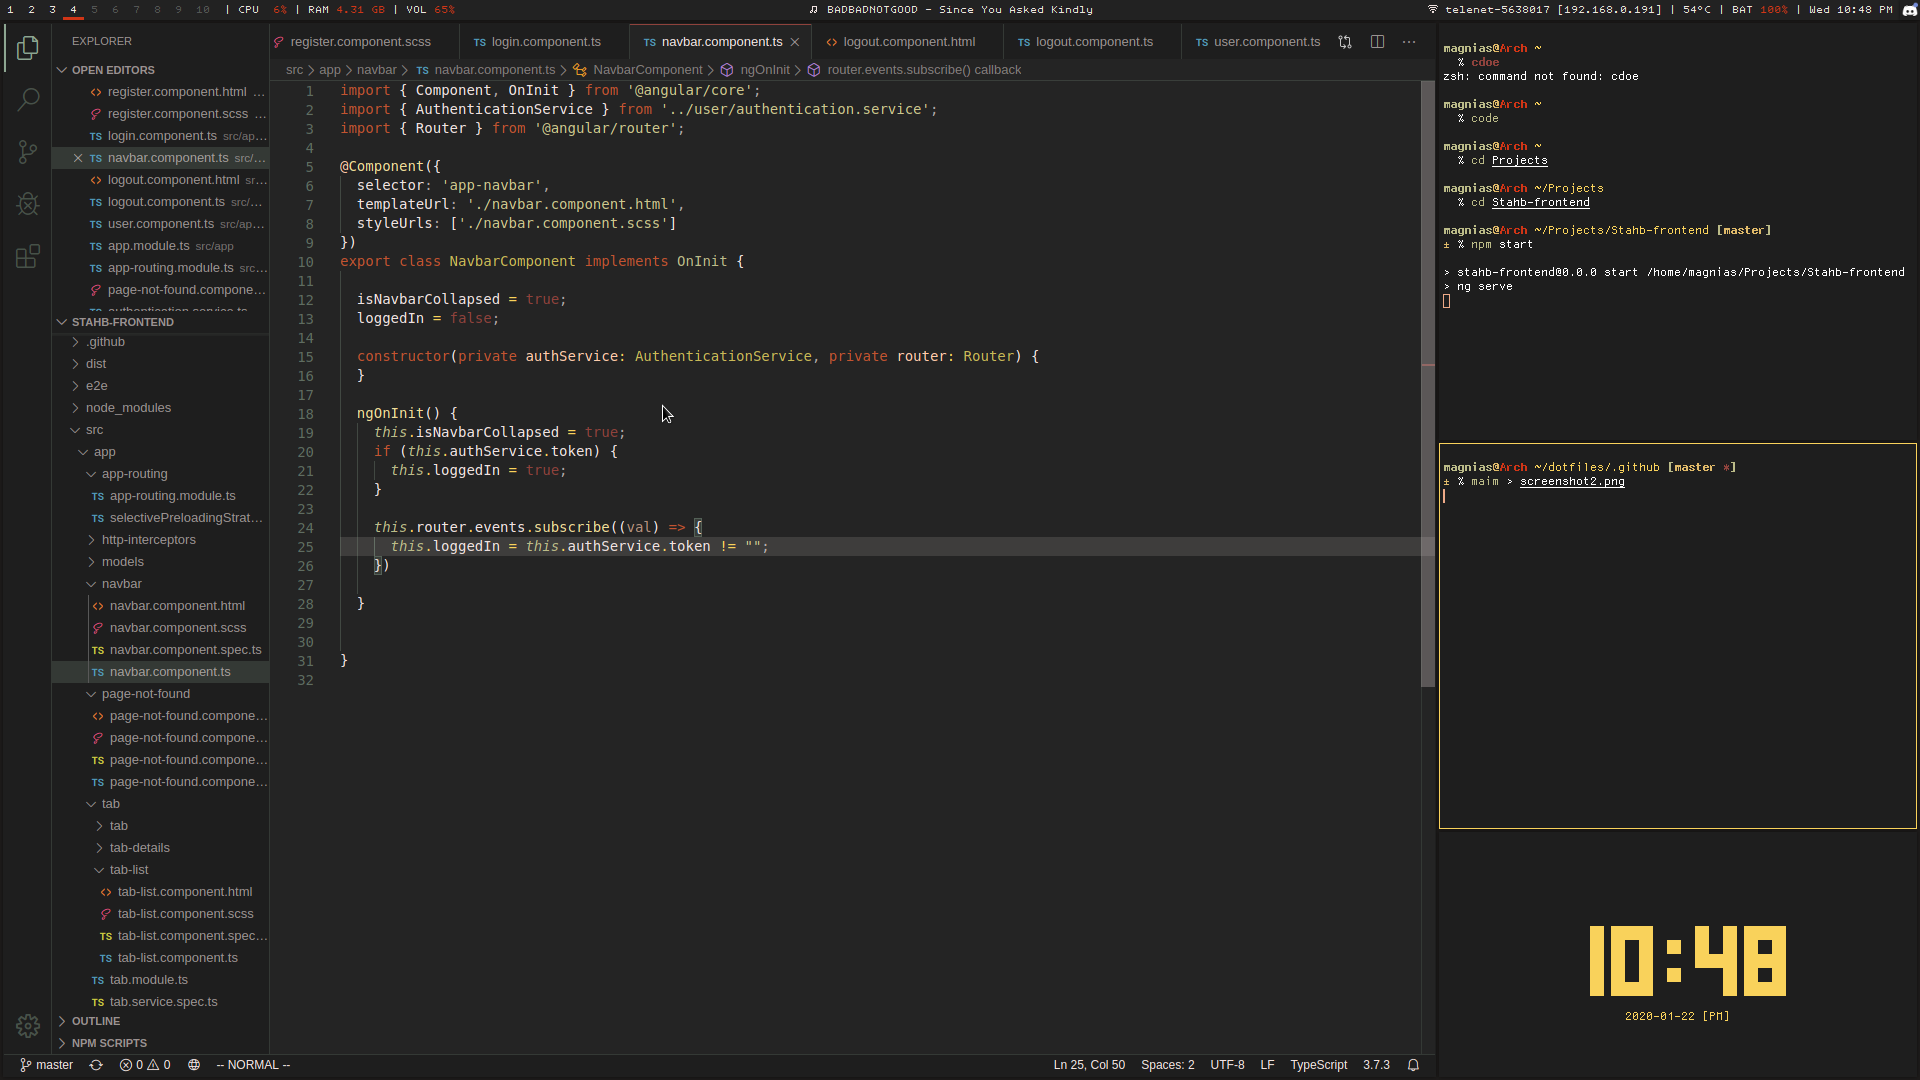 1 2 3 4 5 6 7 8 9 10 | CPU 6% | RAM 4.31 GB | VOL 65%
BADBADNOTGOOD - Since You Asked Kindly
telenet-5638017 [192.168.0.191] | 54°C | BAT 100% | Wed 10:48 PM
EXPLORER
OPEN EDITORS
register.component.html ...
register.component.scss ...
TS login.component.ts src/ap...
TS navbar.component.ts src/...
logout.component.html sr...
TS logout.component.ts src/...
TS user.component.ts src/ap...
TS app.module.ts src/app
TS app-routing.module.ts src...
page-not-found.compone...
STAHB-FRONTEND
.github
dist
e2e
node_modules
src
app
app-routing
TS app-routing.module.ts
TS selectivePreloadingStrat...
http-interceptors
models
navbar
navbar.component.html
navbar.component.scss
TS navbar.component.spec.ts
TS navbar.component.ts
page-not-found
page-not-found.compone...
page-not-found.compone...
TS page-not-found.compone...
TS page-not-found.compone...
tab
tab
tab-details
tab-list
tab-list.component.html
tab-list.component.scss
TS tab-list.component.spec...
TS tab-list.component.ts
TS tab.module.ts
TS tab.service.spec.ts
OUTLINE
NPM SCRIPTS
register.component.scss TS login.component.ts TS navbar.component.ts logout.component.html TS logout.component.ts TS user.component.ts ...
src > app > navbar > TS navbar.component.ts > NavbarComponent > ngOnInit > router.events.subscribe() callback
1 import { Component, OnInit } from '@angular/core';
2 import { AuthenticationService } from '../user/authentication.service';
3 import { Router } from '@angular/router';
4
5 @Component({
6 selector: 'app-navbar',
7 templateUrl: './navbar.component.html',
8 styleUrls: ['./navbar.component.scss']
9 })
10 export class NavbarComponent implements OnInit {
11
12 isNavbarCollapsed = true;
13 loggedIn = false;
14
15 constructor(private authService: AuthenticationService, private router: Router) {
16 }
17
18 ngOnInit() {
19 this.isNavbarCollapsed = true;
20 if (this.authService.token) {
21 this.loggedIn = true;
22 }
23
24 this.router.events.subscribe((val) => {
25 this.loggedIn = this.authService.token != "";
26 })
27
28 }
29
30
31 }
32
master 0 0 -- NORMAL --
Ln 25, Col 50 Spaces: 2 UTF-8 LF TypeScript 3.7.3
magnias@Arch ~
% cdoe
zsh: command not found: cdoe
magnias@Arch ~
% code
magnias@Arch ~
% cd Projects
magnias@Arch ~/Projects
% cd Stahb-frontend
magnias@Arch ~/Projects/Stahb-frontend [master]
± % npm start
> stahb-frontend@0.0.0 start /home/magnias/Projects/Stahb-frontend
> ng serve
magnias@Arch ~/dotfiles/.github [master *]
± % maim > screenshot2.png
10:48
2020-01-22 [PM]